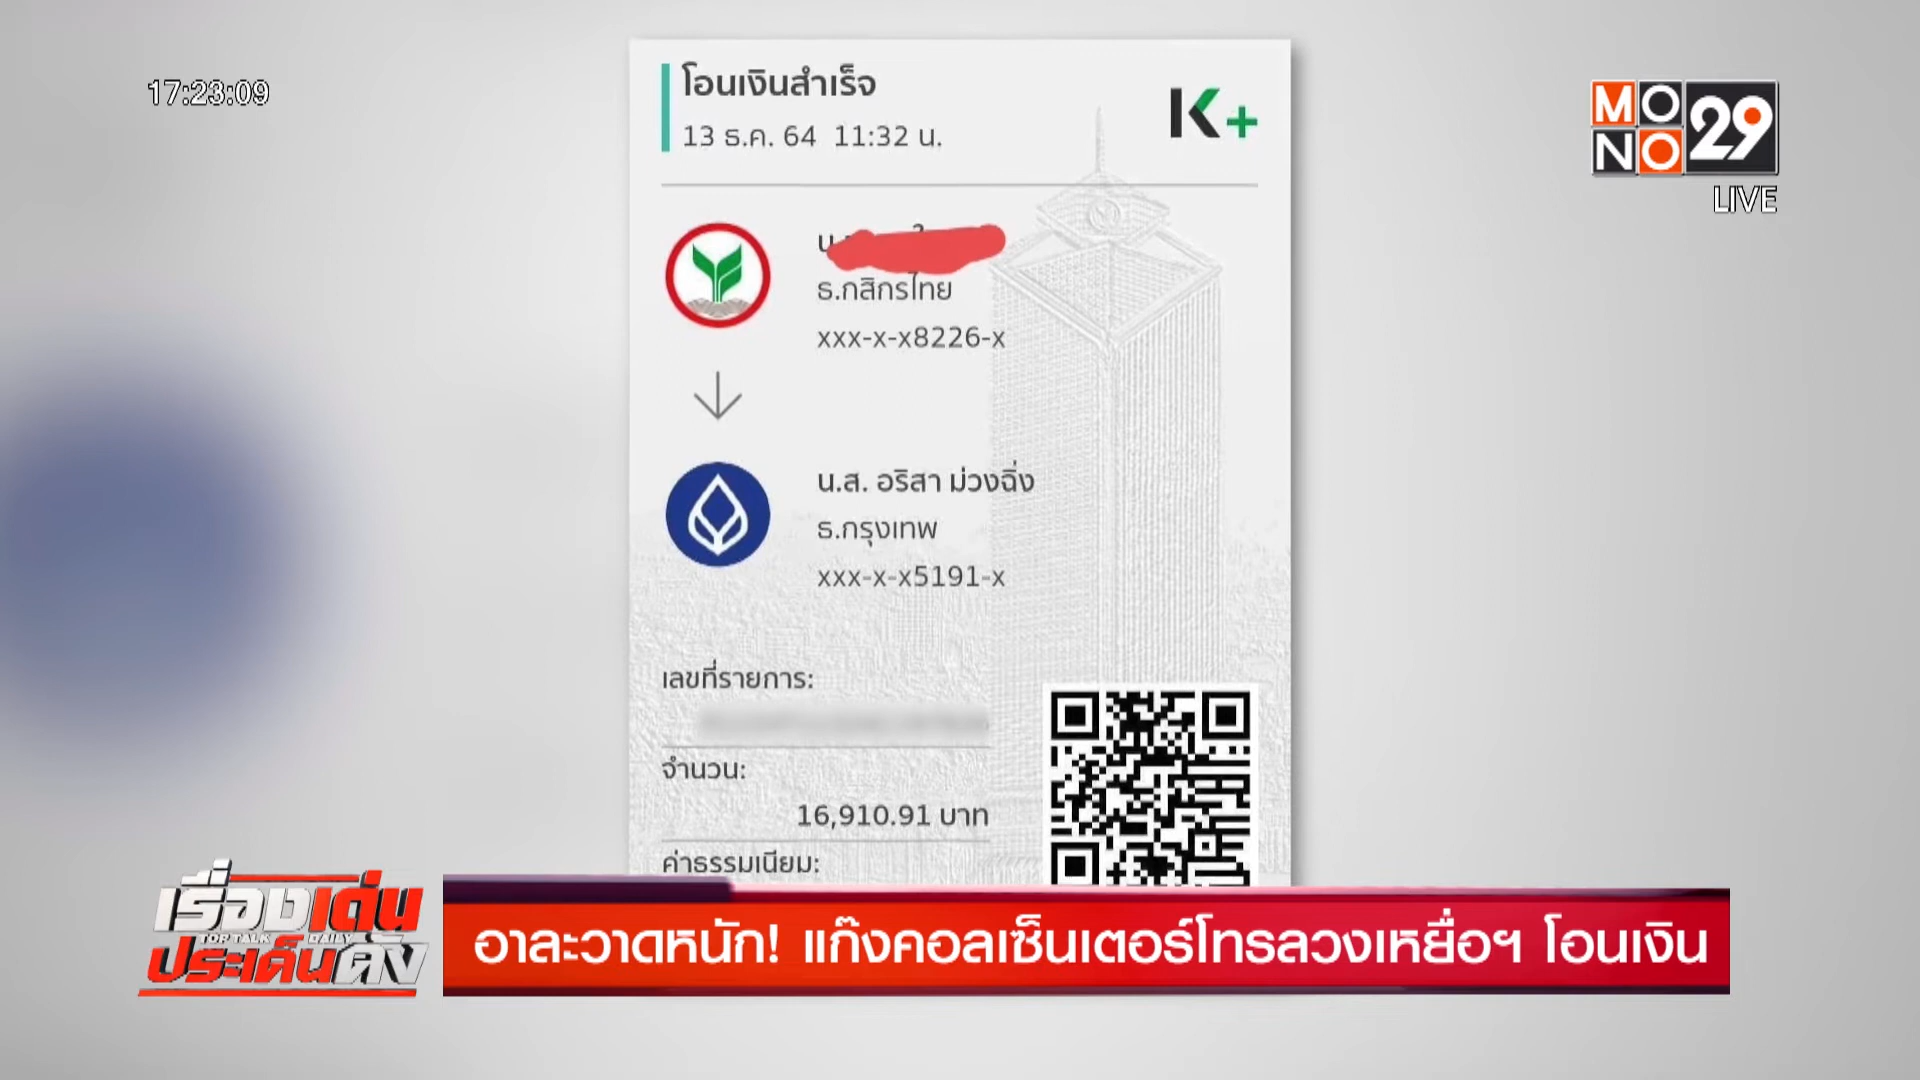 17:23:09
MONO 29
LIVE
โอนเงินสำเร็จ
13 ธ.ค. 64 11:32 น.
K+
ธ.กสิกรไทย
xxx-x-x8226-x
น.ส. อริสา ม่วงฉิ่ง
ธ.กรุงเทพ
xxx-x-x5191-x
เลขที่รายการ:
จำนวน:
16,910.91 บาท
ค่าธรรมเนียม:
เรื่องเด่น
TOP TALK DAILY
ประเด็นดัง
อาละวาดหนัก! แก๊งคอลเซ็นเตอร์โทรลวงเหยื่อฯ โอนเงิน